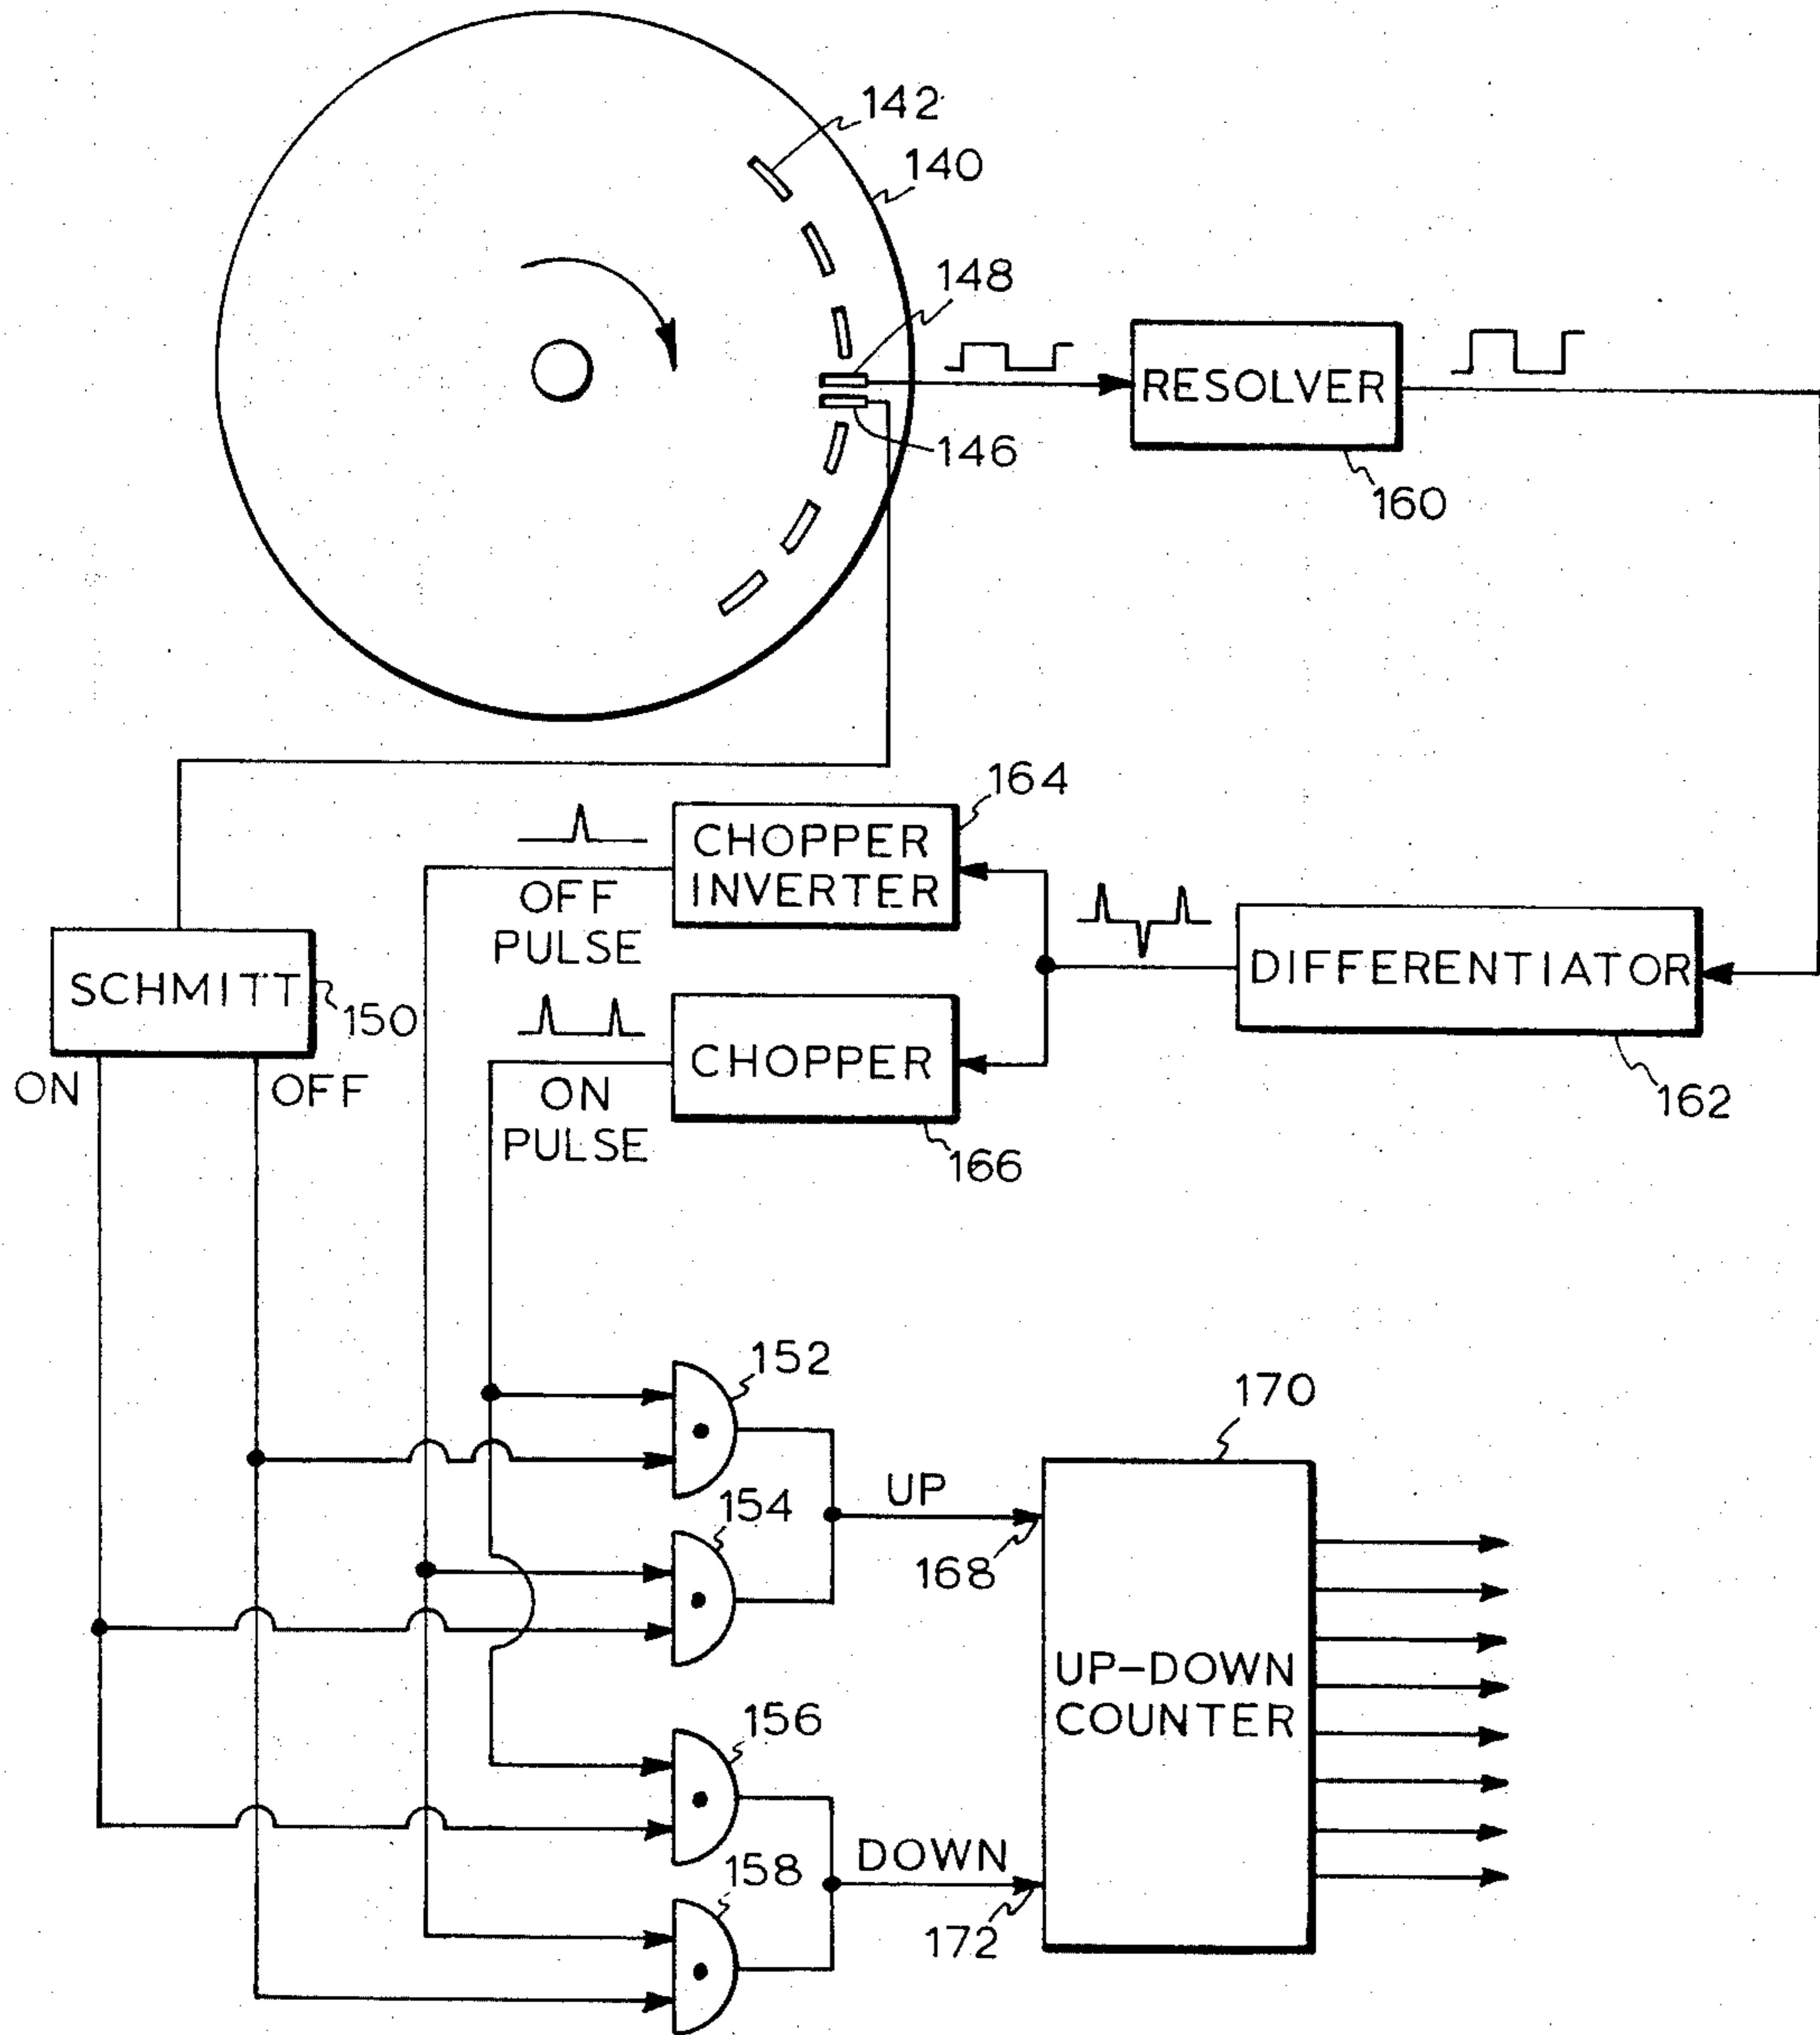 142
140
148
RESOLVER
146
160
164
CHOPPER
INVERTER
OFF
PULSE
SCHMITT
150
DIFFERENTIATOR
CHOPPER
ON
OFF
ON
PULSE
162
166
152
170
154
UP
168
UP-DOWN
COUNTER
156
DOWN
158
172